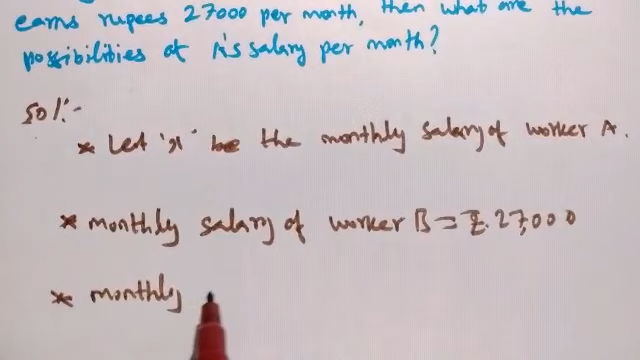 earns rupees 27000 per month, then what are the
possibilities of A's salary per month?
Sol:-
* Let 'x' be the monthly salary of worker A.
* monthly salary of worker B = ₹.27,000
* monthly